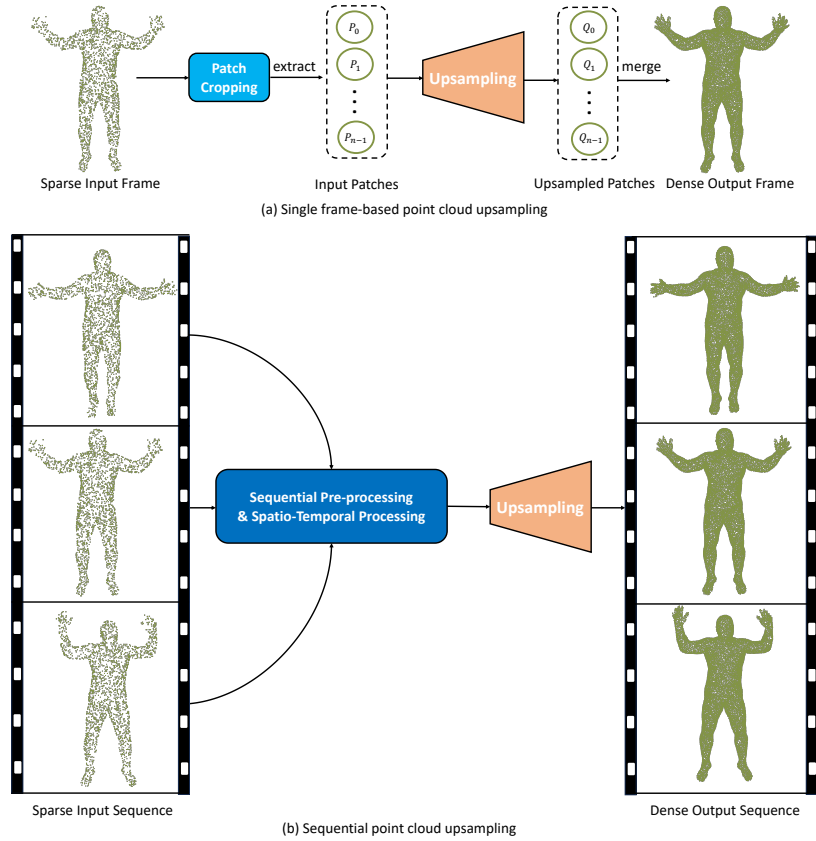 Patch
Cropping
extract
P0
P1
Pn−1
Upsampling
Q0
Q1
Qn−1
merge
Sparse Input Frame
Input Patches
Upsampled Patches
Dense Output Frame
(a) Single frame-based point cloud upsampling
Sequential Pre-processing
& Spatio-Temporal Processing
Upsampling
Sparse Input Sequence
Dense Output Sequence
(b) Sequential point cloud upsampling